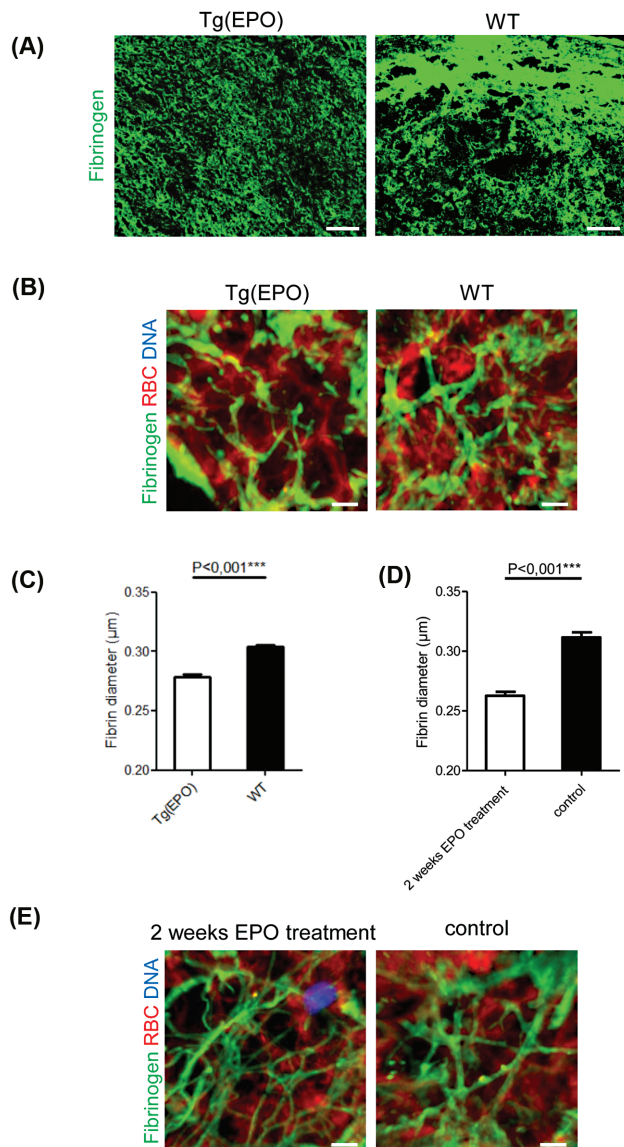 Tg(EPO) WT
(A)
Fibrinogen
(B)
Tg(EPO) WT
Fibrinogen RBC DNA
(C)
P<0,001***
Fibrin diameter (µm)
0.35
0.30
0.25
0.20
Tg(EPO)
WT
(D)
P<0,001***
Fibrin diameter (µm)
0.35
0.30
0.25
0.20
2 weeks EPO treatment
control
(E)
2 weeks EPO treatment control
Fibrinogen RBC DNA